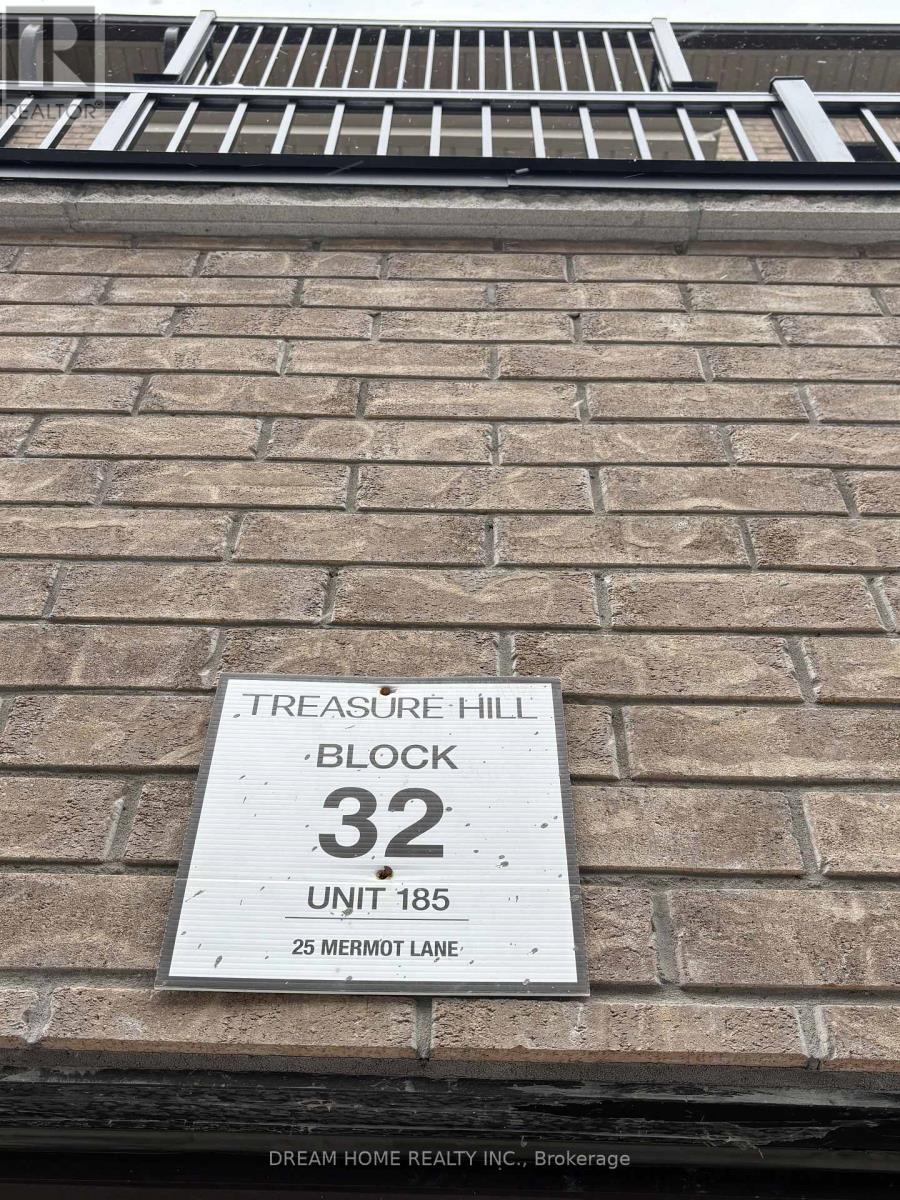 R
REALTOR®
TREASURE HILL
BLOCK
32
UNIT 185
25 MERMOT LANE
DREAM HOME REALTY INC., Brokerage